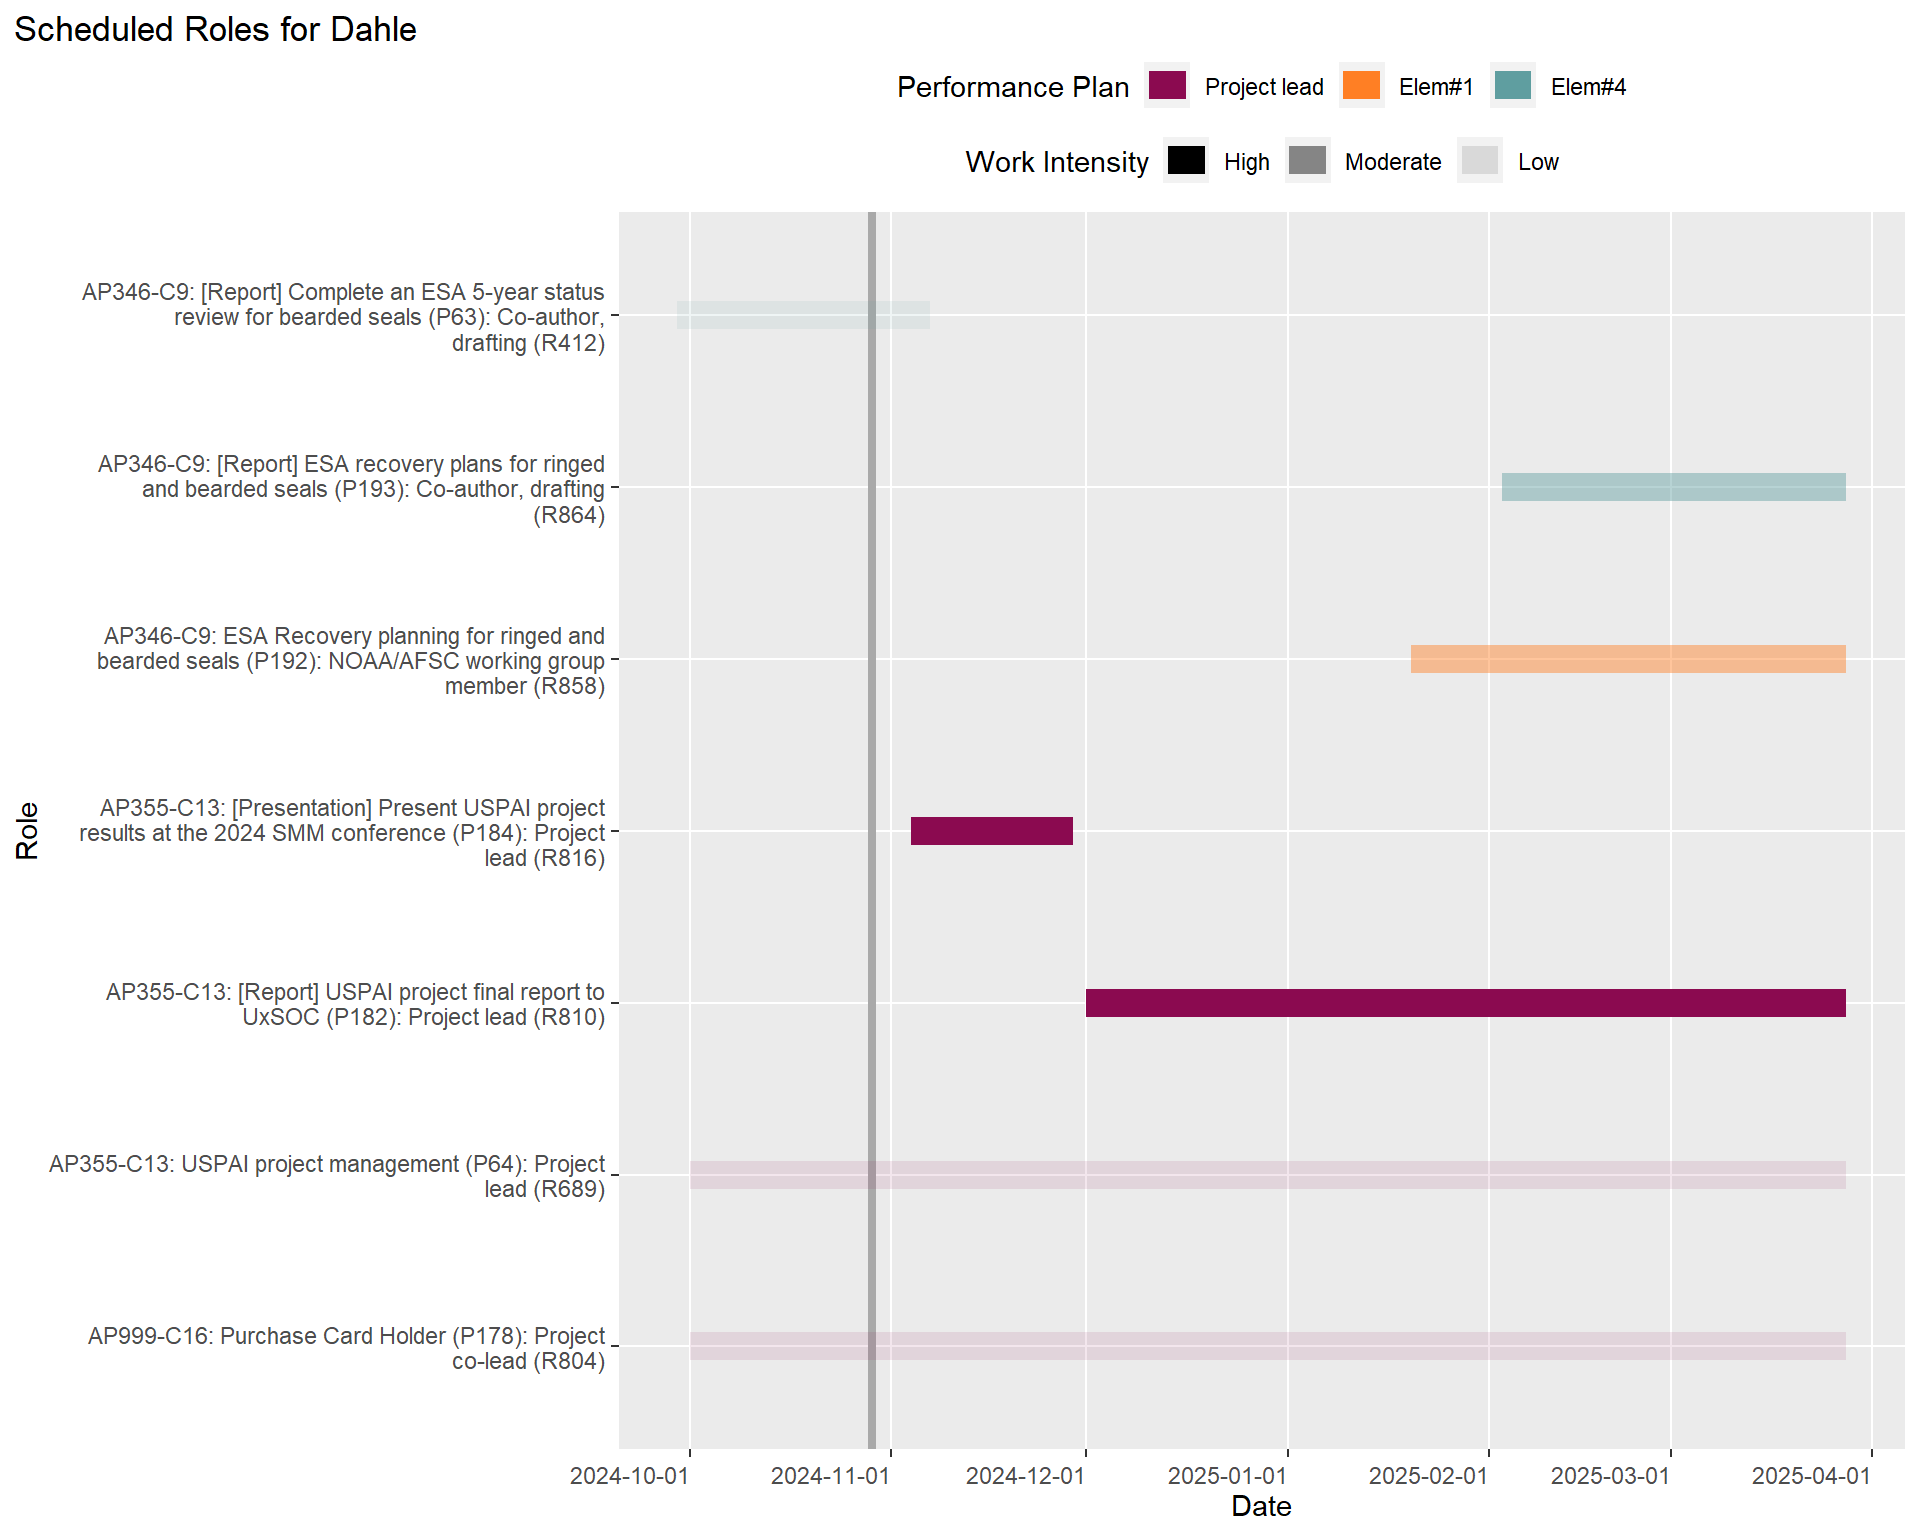 Scheduled Roles for Dahle
Performance Plan Project lead Elem#1 Elem#4
Work Intensity High Moderate Low
AP346-C9: [Report] Complete an ESA 5-year status
review for bearded seals (P63): Co-author,
drafting (R412)
AP346-C9: [Report] ESA recovery plans for ringed
and bearded seals (P193): Co-author, drafting
(R864)
AP346-C9: ESA Recovery planning for ringed and
bearded seals (P192): NOAA/AFSC working group
member (R858)
AP355-C13: [Presentation] Present USPAI project
results at the 2024 SMM conference (P184): Project
lead (R816)
AP355-C13: [Report] USPAI project final report to
UxSOC (P182): Project lead (R810)
AP355-C13: USPAI project management (P64): Project
lead (R689)
AP999-C16: Purchase Card Holder (P178): Project
co-lead (R804)
Role
2024-10-01 2024-11-01 2024-12-01 2025-01-01 2025-02-01 2025-03-01 2025-04-01
Date